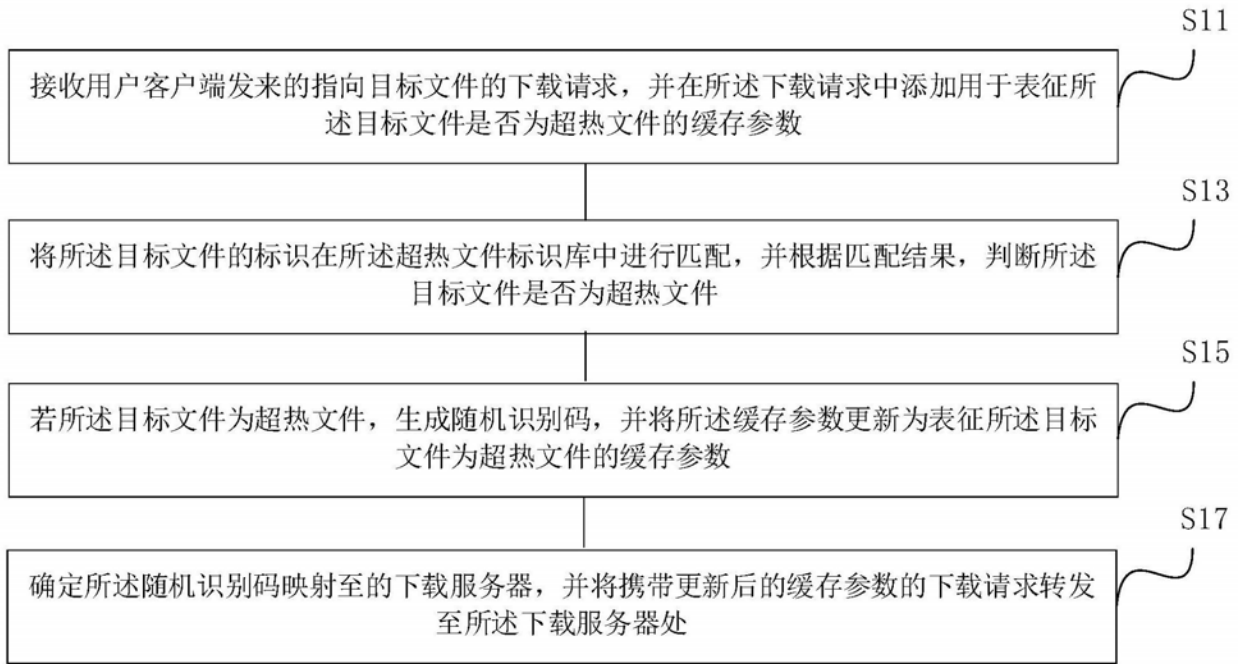 S11
接收用户客户端发来的指向目标文件的下载请求，并在所述下载请求中添加用于表征所
述目标文件是否为超热文件的缓存参数
S13
将所述目标文件的标识在所述超热文件标识库中进行匹配，并根据匹配结果，判断所述
目标文件是否为超热文件
S15
若所述目标文件为超热文件，生成随机识别码，并将所述缓存参数更新为表征所述目标
文件为超热文件的缓存参数
S17
确定所述随机识别码映射至的下载服务器，并将携带更新后的缓存参数的下载请求转发
至所述下载服务器处